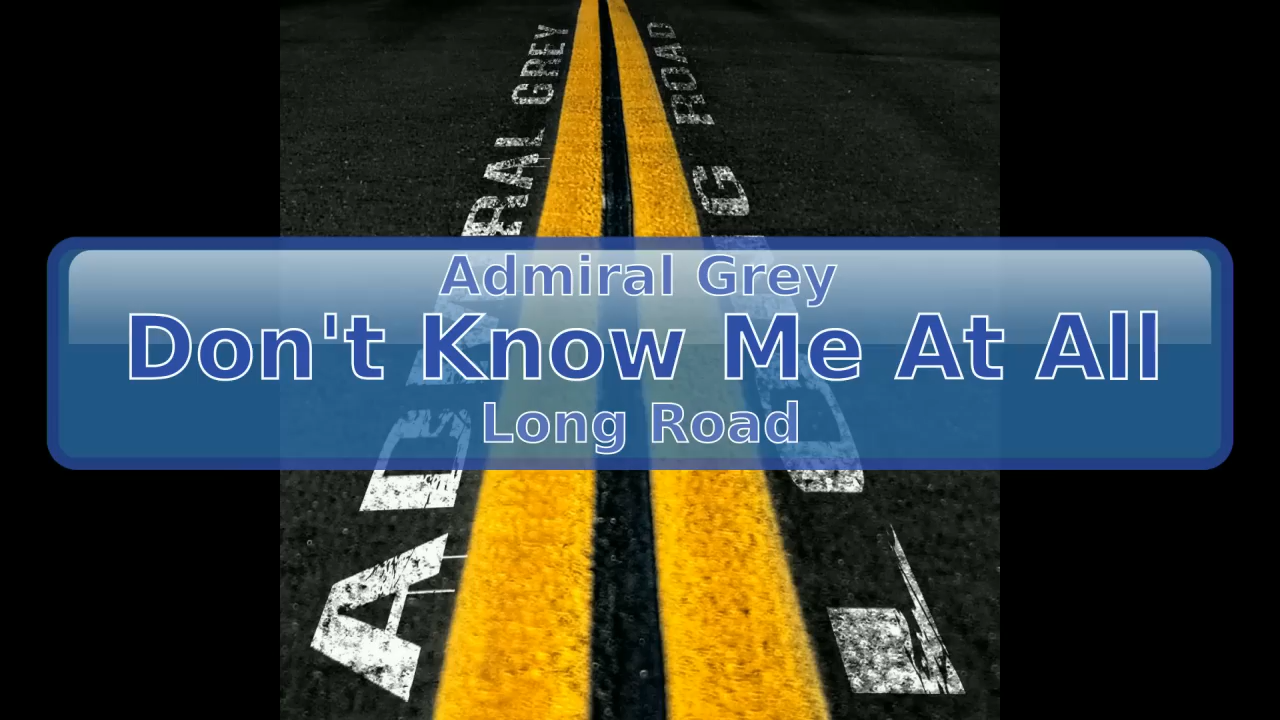 Admiral Grey
Don't Know Me At All
Long Road
ADMIRAL GREY
LONG ROAD